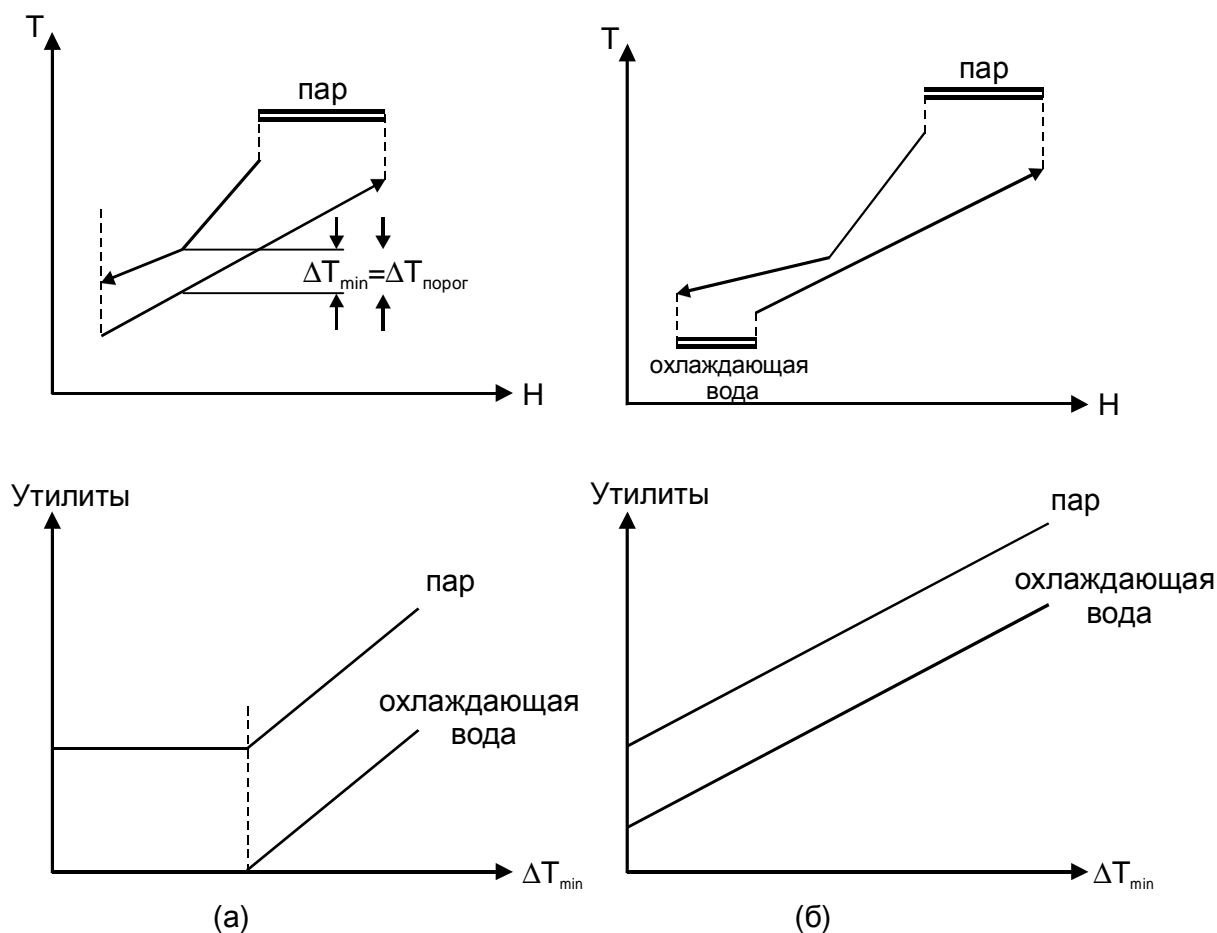 T
пар
ΔTmin=ΔTпорог
H
T
пар
охлаждающая
вода
H
Утилиты
пар
охлаждающая
вода
ΔTmin
(а)
Утилиты
пар
охлаждающая
вода
ΔTmin
(б)